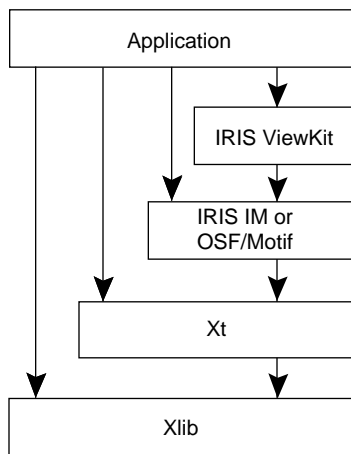 Application
IRIS ViewKit
IRIS IM or
OSF/Motif
Xt
Xlib